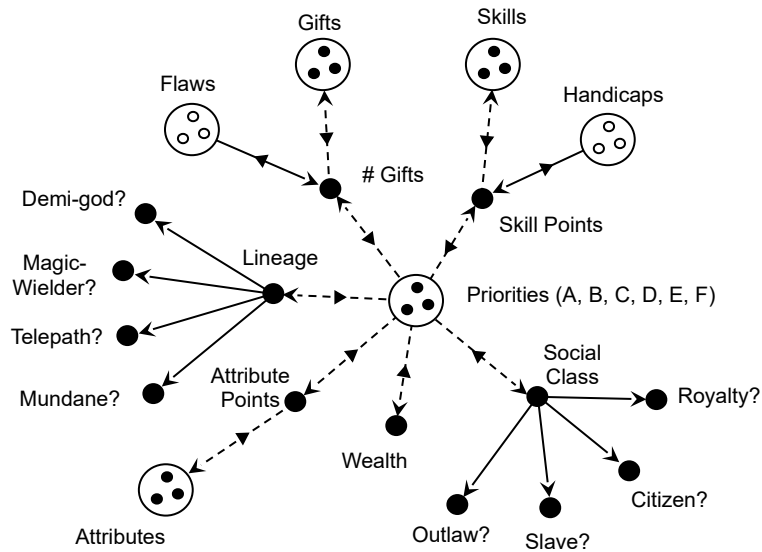 Gifts
Skills
Flaws
Handicaps
# Gifts
Demi-god?
Skill Points
Magic-
Wielder?
Lineage
Priorities (A, B, C, D, E, F)
Telepath?
Social
Class
Attribute
Points
Mundane?
Royalty?
Wealth
Citizen?
Outlaw?
Slave?
Attributes